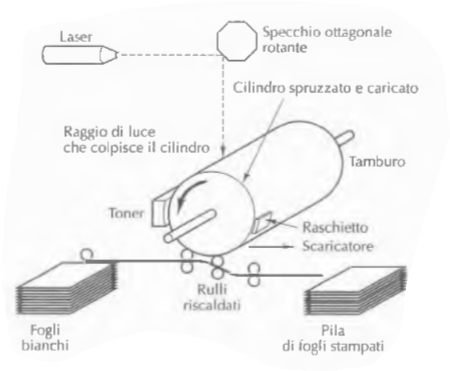 Laser
Specchio ottagonale
rotante
Cilindro spruzzato e caricato
Raggio di luce
che colpisce il cilindro
Tamburo
Toner
Raschietto
Scaricatore
Rulli
riscaldati
Fogli
bianchi
Pila
di fogli stampati